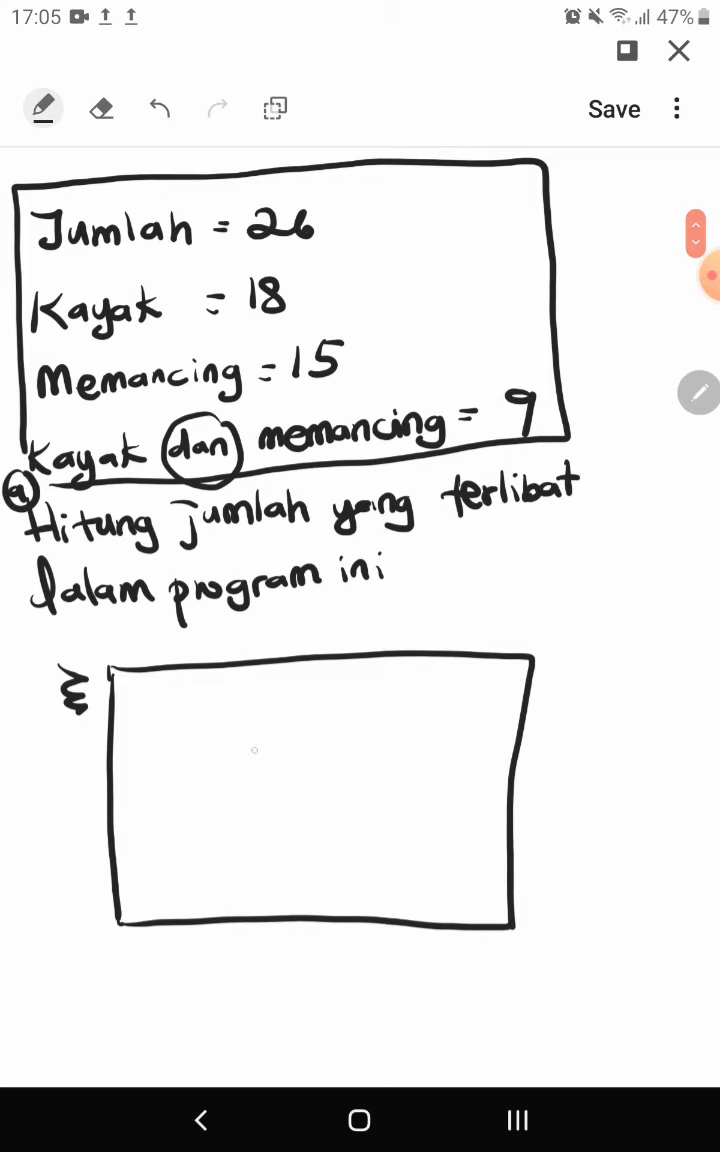 17:05 47%
Save
Jumlah = 26
Kayak = 18
Memancing = 15
Kayak dan memancing = 9
a
Hitung jumlah yang terlibat
dalam program ini
ξ